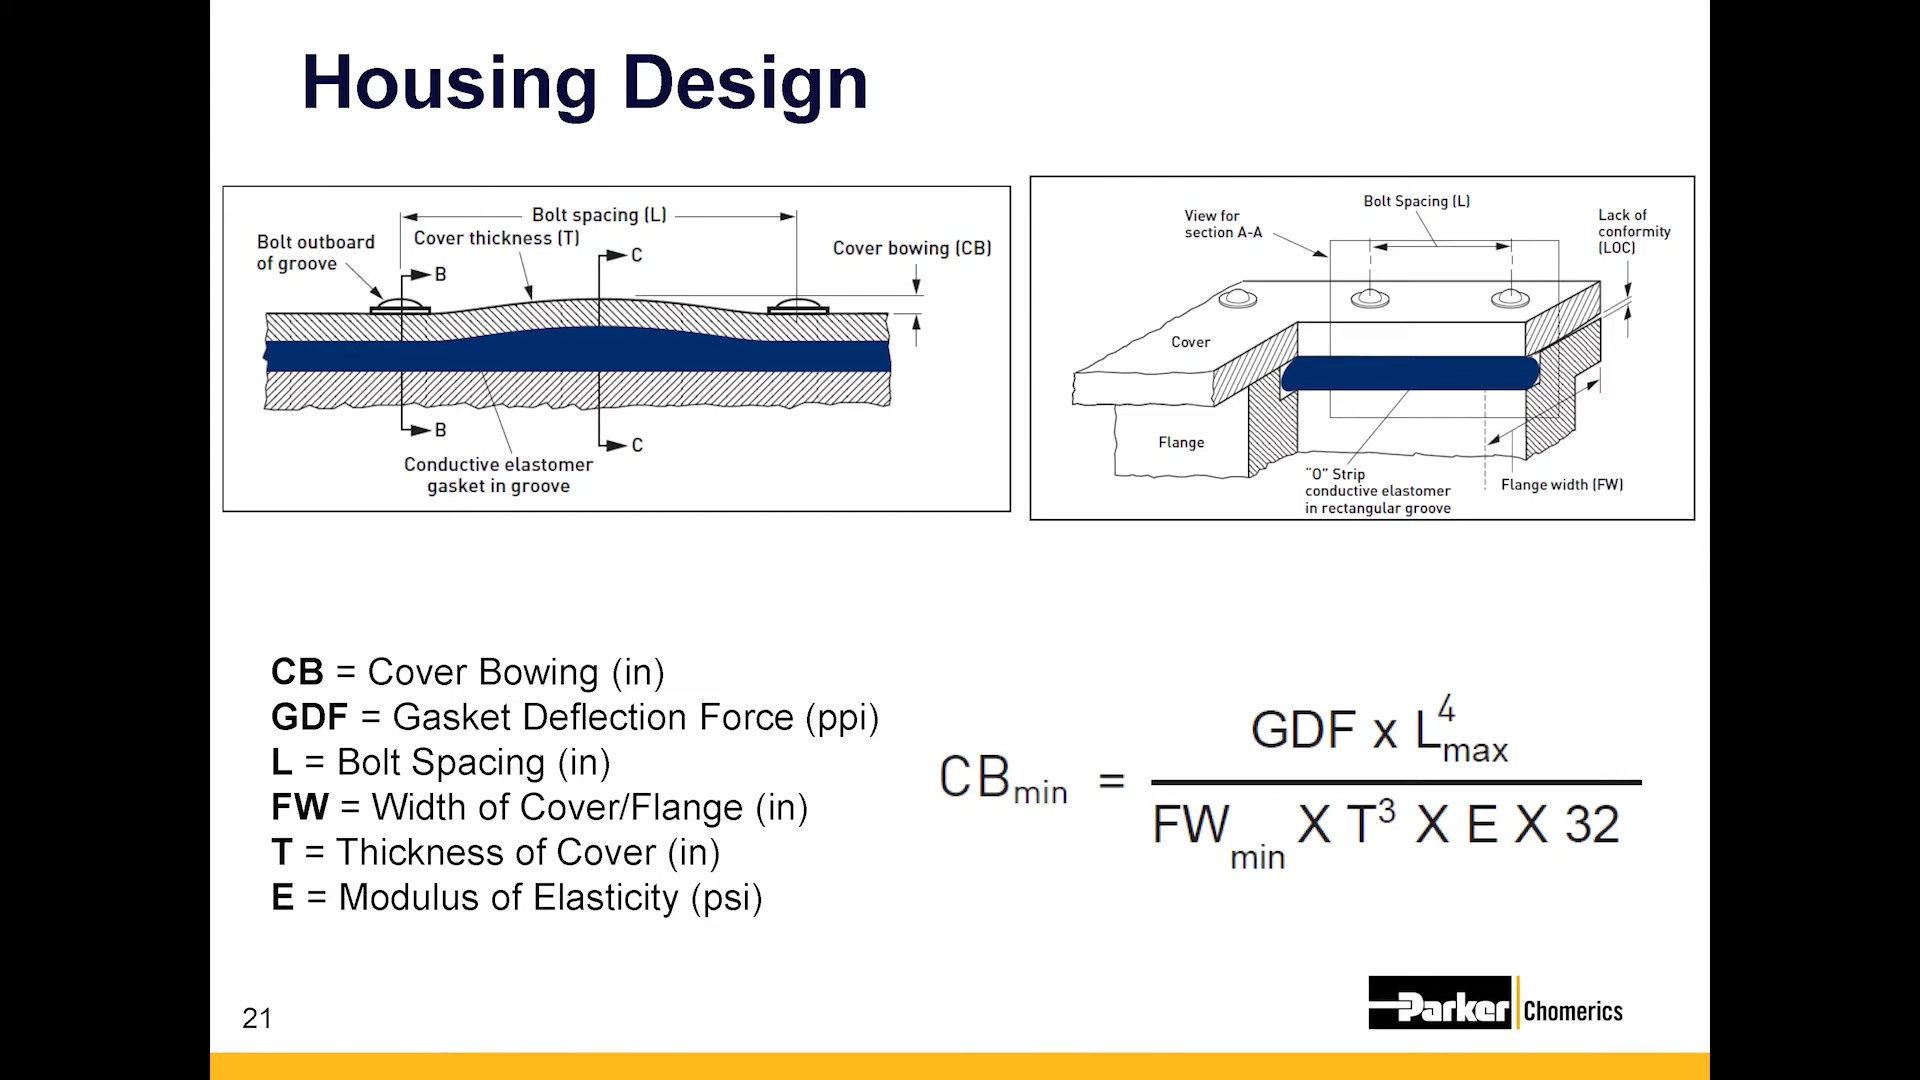 Housing Design
Bolt spacing (L)
Cover thickness (T)
Bolt outboard
of groove
Cover bowing (CB)
B
C
B
C
Conductive elastomer
gasket in groove
Bolt Spacing (L)
View for
section A-A
Lack of
conformity
(LOC)
Cover
Flange
"O" Strip
conductive elastomer
in rectangular groove
Flange width (FW)
CB = Cover Bowing (in)
GDF = Gasket Deflection Force (ppi)
L = Bolt Spacing (in)
FW = Width of Cover/Flange (in)
T = Thickness of Cover (in)
E = Modulus of Elasticity (psi)
CBmin =
GDF x L⁴max
FWmin X T³ X E X 32
21
Parker Chomerics